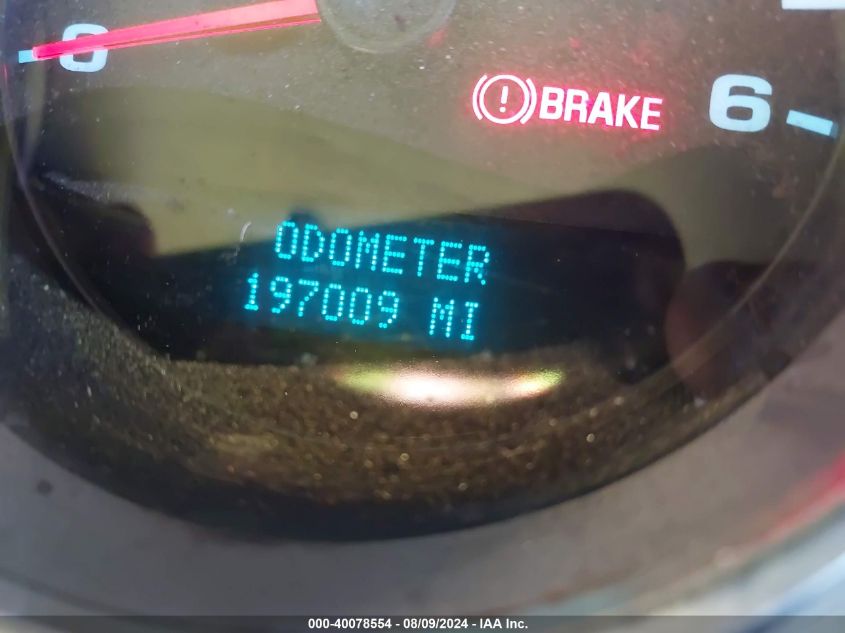 0
BRAKE
6
ODOMETER
197009 MI
000-40078554 - 08/09/2024 - IAA Inc.